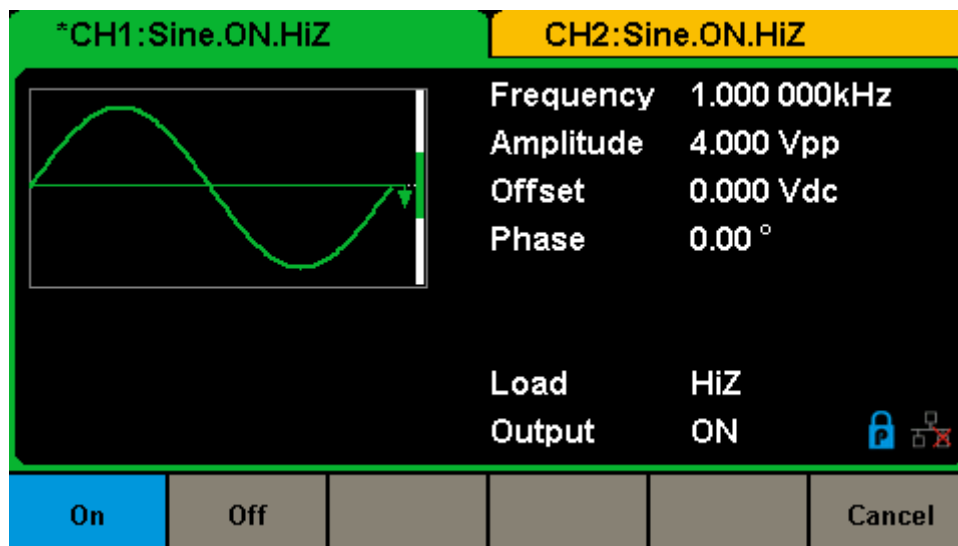 *CH1:Sine.ON.HiZ
CH2:Sine.ON.HiZ
Frequency 1.000 000kHz
Amplitude 4.000 Vpp
Offset 0.000 Vdc
Phase 0.00 °
Load HiZ
Output ON
P
On
Off
Cancel